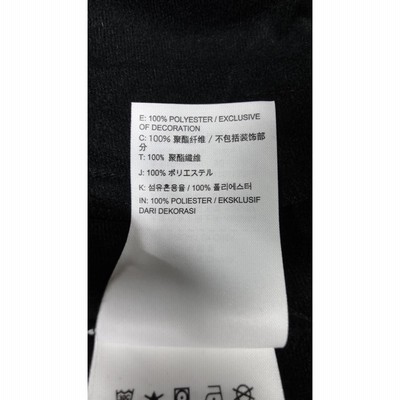 E: 100% POLYESTER / EXCLUSIVE
OF DECORATION
C: 100% 聚酯纤维 / 不包括装饰部
分
T: 100% 聚酯纖維
J: 100% ポリエステル
K: 섬유혼용율 / 100% 폴리에스터
IN: 100% POLIESTER / EKSKLUSIF
DARI DEKORASI